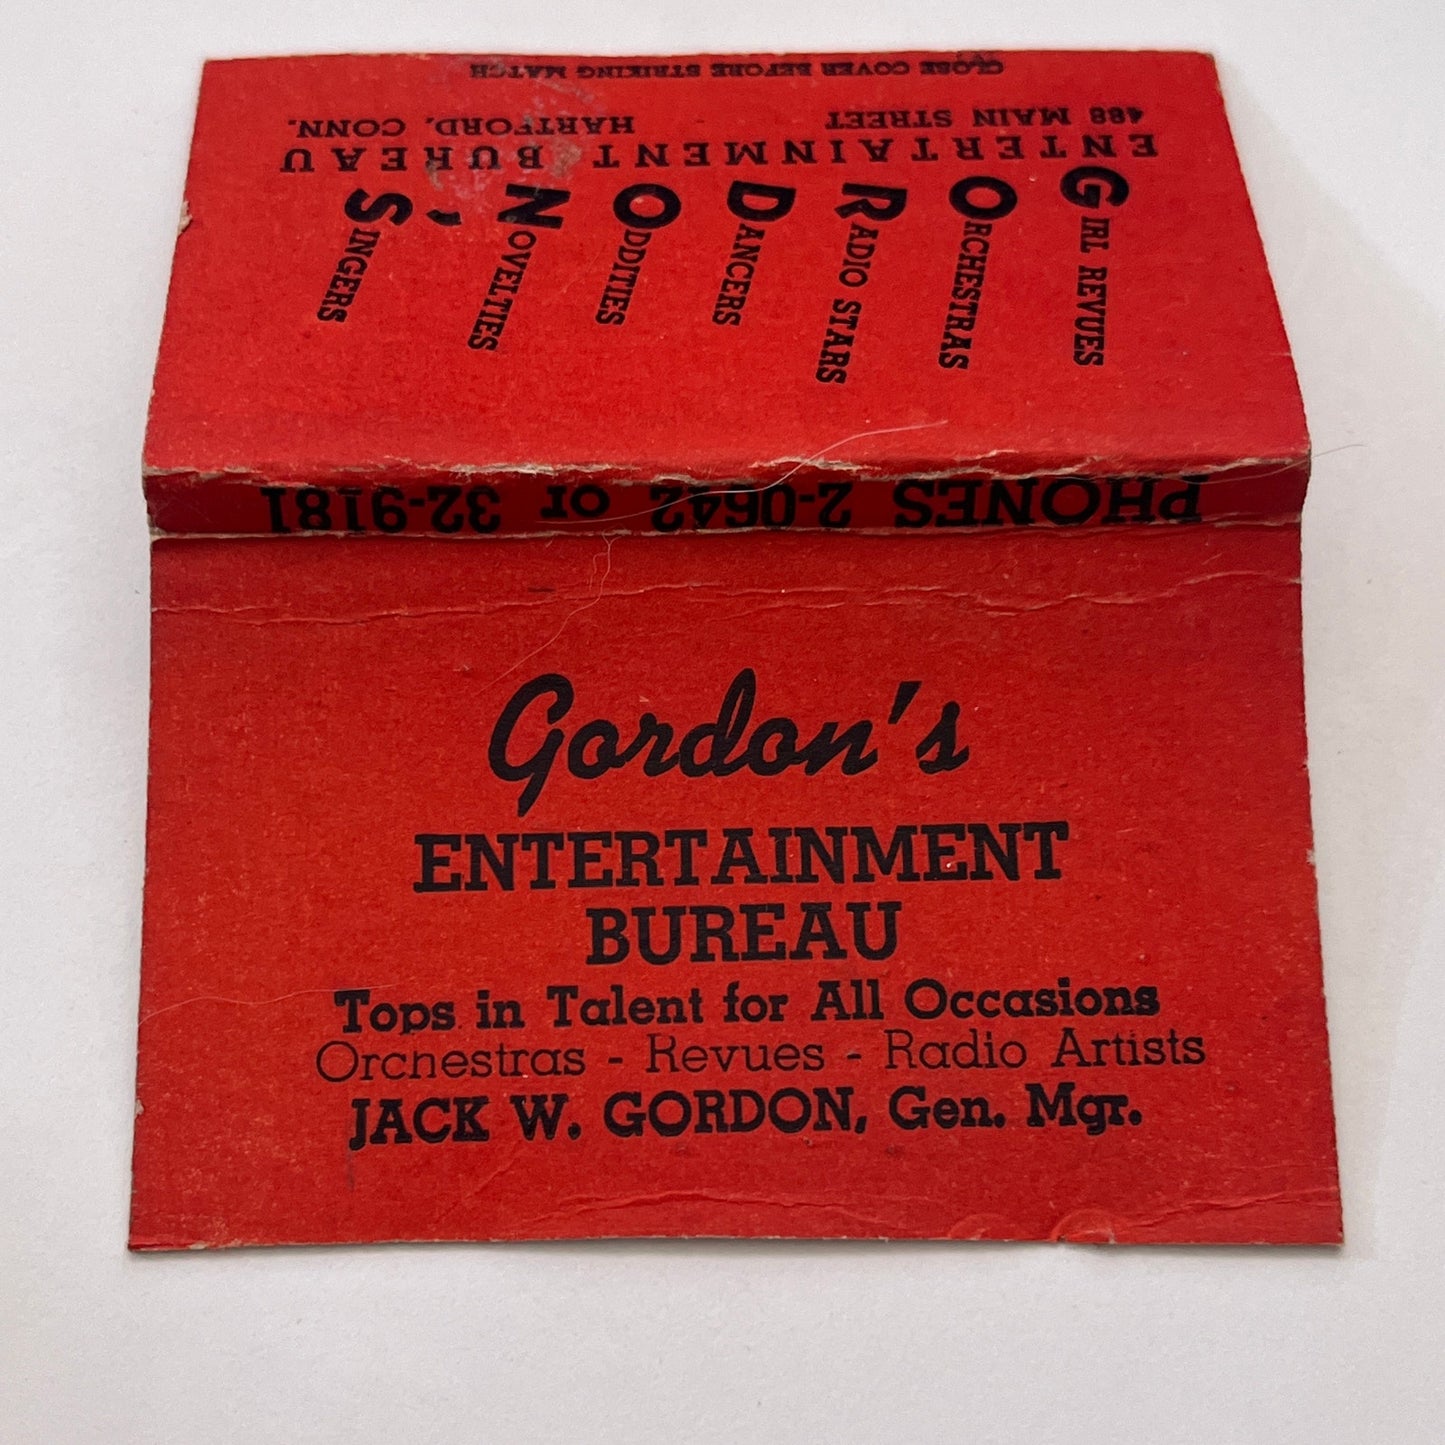 Gordon's
ENTERTAINMENT
BUREAU
Tops in Talent for All Occasions
Orchestras - Revues - Radio Artists
JACK W. GORDON, Gen. Mgr.
PHONES 2-0642 or 32-9181
GIRL REVUES
ORCHESTRAS
RADIO STARS
DANCERS
ODDITIES
NOVELTIES
'
SINGERS
ENTERTAINMENT BUREAU
488 MAIN STREET HARTFORD, CONN.
CLOSE COVER BEFORE STRIKING MATCH